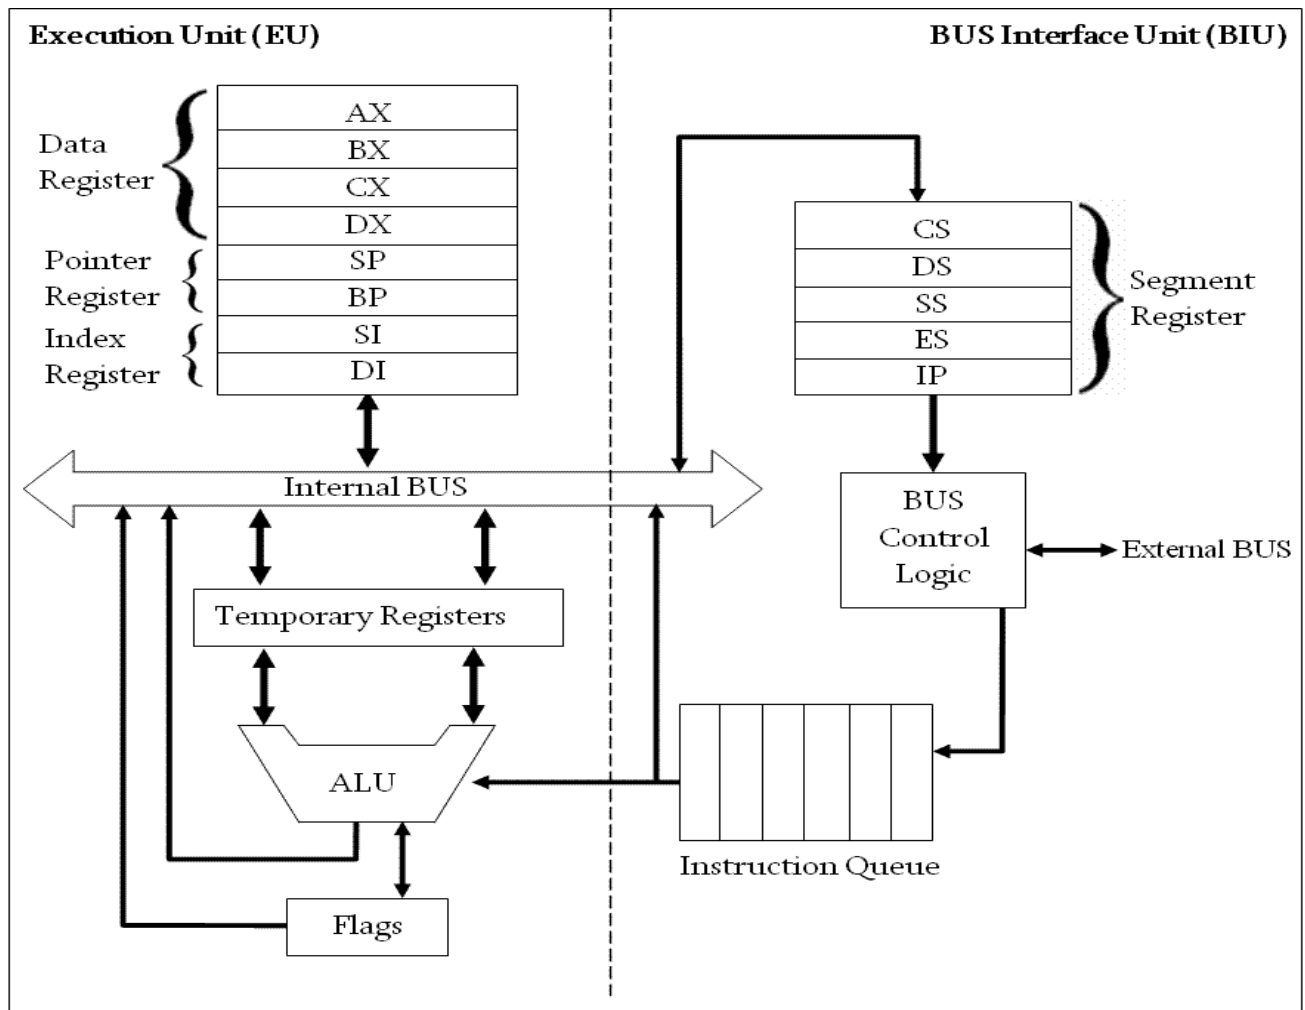 Execution Unit (EU)
BUS Interface Unit (BIU)
Data
Register
Pointer
Register
Index
Register
AX
BX
CX
DX
SP
BP
SI
DI
CS
DS
SS
ES
IP
Segment
Register
Internal BUS
BUS
Control
Logic
External BUS
Temporary Registers
ALU
Instruction Queue
Flags